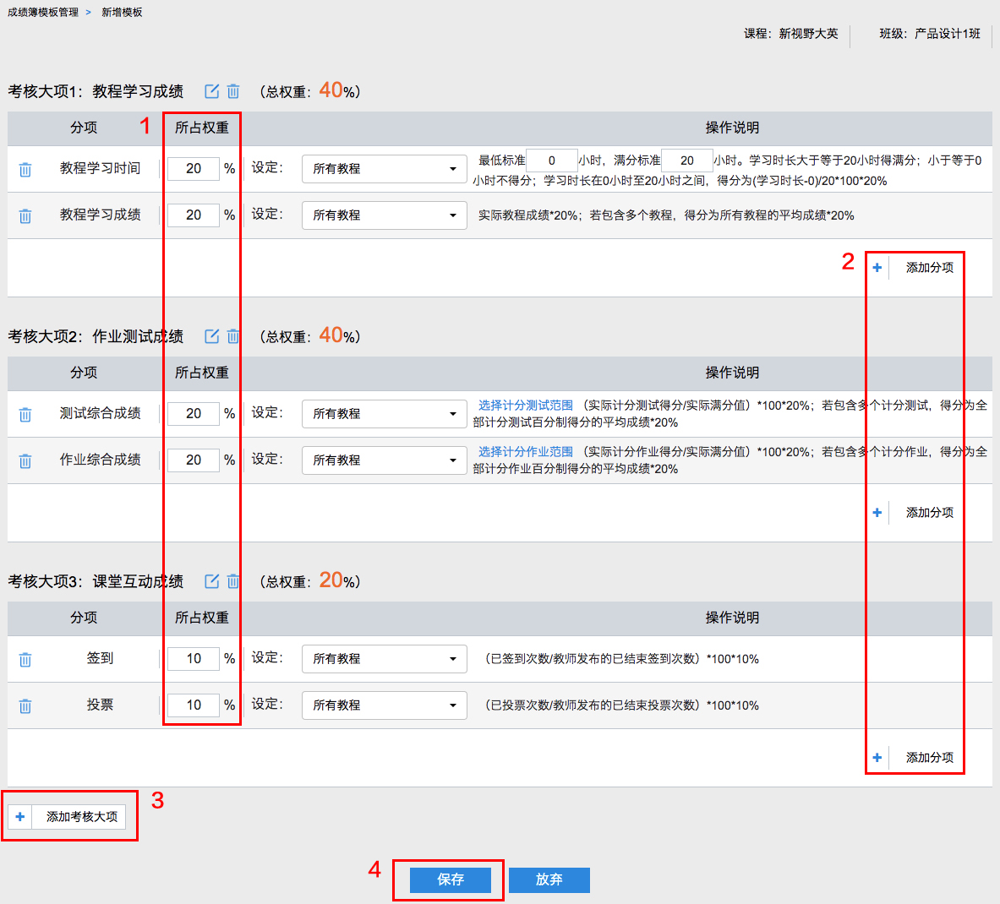 成绩簿模板管理 > 新增模板
课程：新视野大英 班级：产品设计1班
考核大项1：教程学习成绩 （总权重：40%）
1
分项 所占权重 操作说明
教程学习时间 20 % 设定： 所有教程 最低标准 0 小时，满分标准 20 小时。学习时长大于等于20小时得满分；小于等于0
小时不得分；学习时长在0小时至20小时之间，得分为(学习时长-0)/20*100*20%
教程学习成绩 20 % 设定： 所有教程 实际教程成绩*20%；若包含多个教程，得分为所有教程的平均成绩*20%
2
+ 添加分项
考核大项2：作业测试成绩 （总权重：40%）
分项 所占权重 操作说明
测试综合成绩 20 % 设定： 所有教程 选择计分测试范围 （实际计分测试得分/实际满分值）*100*20%；若包含多个计分测试，得分为全
部计分测试百分制得分的平均成绩*20%
作业综合成绩 20 % 设定： 所有教程 选择计分作业范围 （实际计分作业得分/实际满分值）*100*20%；若包含多个计分作业，得分为全
部计分作业百分制得分的平均成绩*20%
+ 添加分项
考核大项3：课堂互动成绩 （总权重：20%）
分项 所占权重 操作说明
签到 10 % 设定： 所有教程 （已签到次数/教师发布的已结束签到次数）*100*10%
投票 10 % 设定： 所有教程 （已投票次数/教师发布的已结束投票次数）*100*10%
+ 添加分项
3
+ 添加考核大项
4
保存 放弃